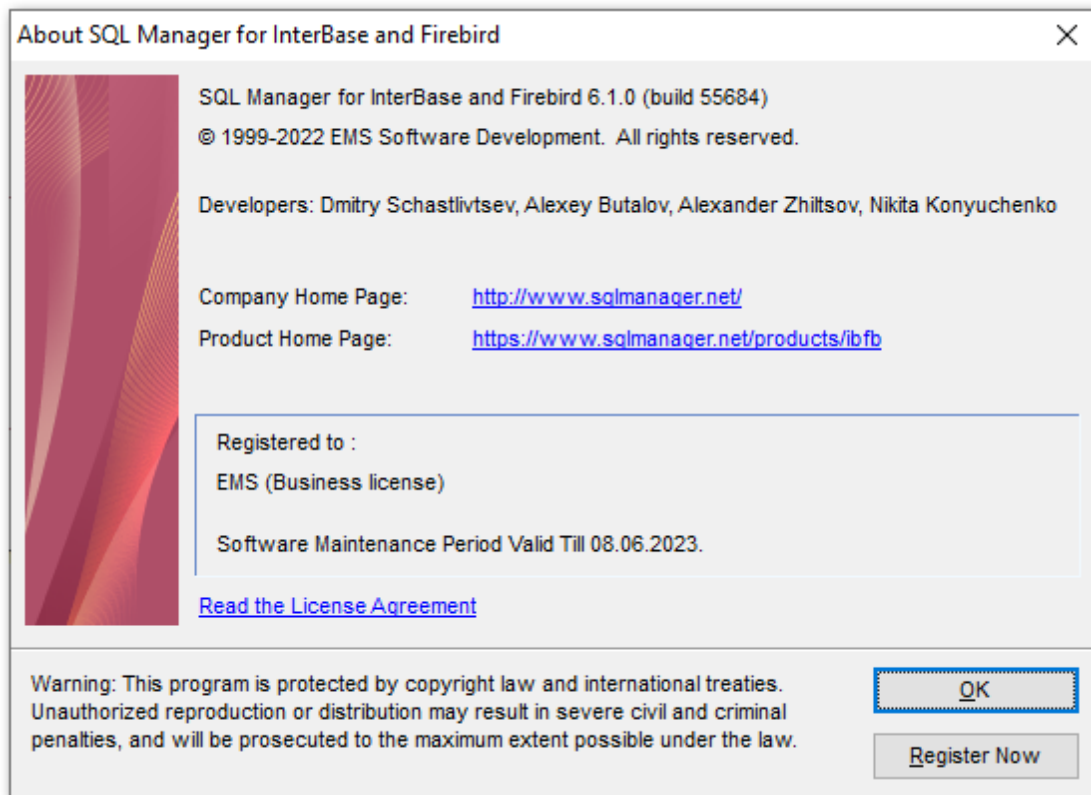 About SQL Manager for InterBase and Firebird
SQL Manager for InterBase and Firebird 6.1.0 (build 55684)
© 1999-2022 EMS Software Development.  All rights reserved.
Developers: Dmitry Schastlivtsev, Alexey Butalov, Alexander Zhiltsov, Nikita Konyuchenko
Company Home Page: http://www.sqlmanager.net/
Product Home Page: https://www.sqlmanager.net/products/ibfb
Registered to :
EMS (Business license)
Software Maintenance Period Valid Till 08.06.2023.
Read the License Agreement
Warning: This program is protected by copyright law and international treaties.
Unauthorized reproduction or distribution may result in severe civil and criminal
penalties, and will be prosecuted to the maximum extent possible under the law.
OK
Register Now